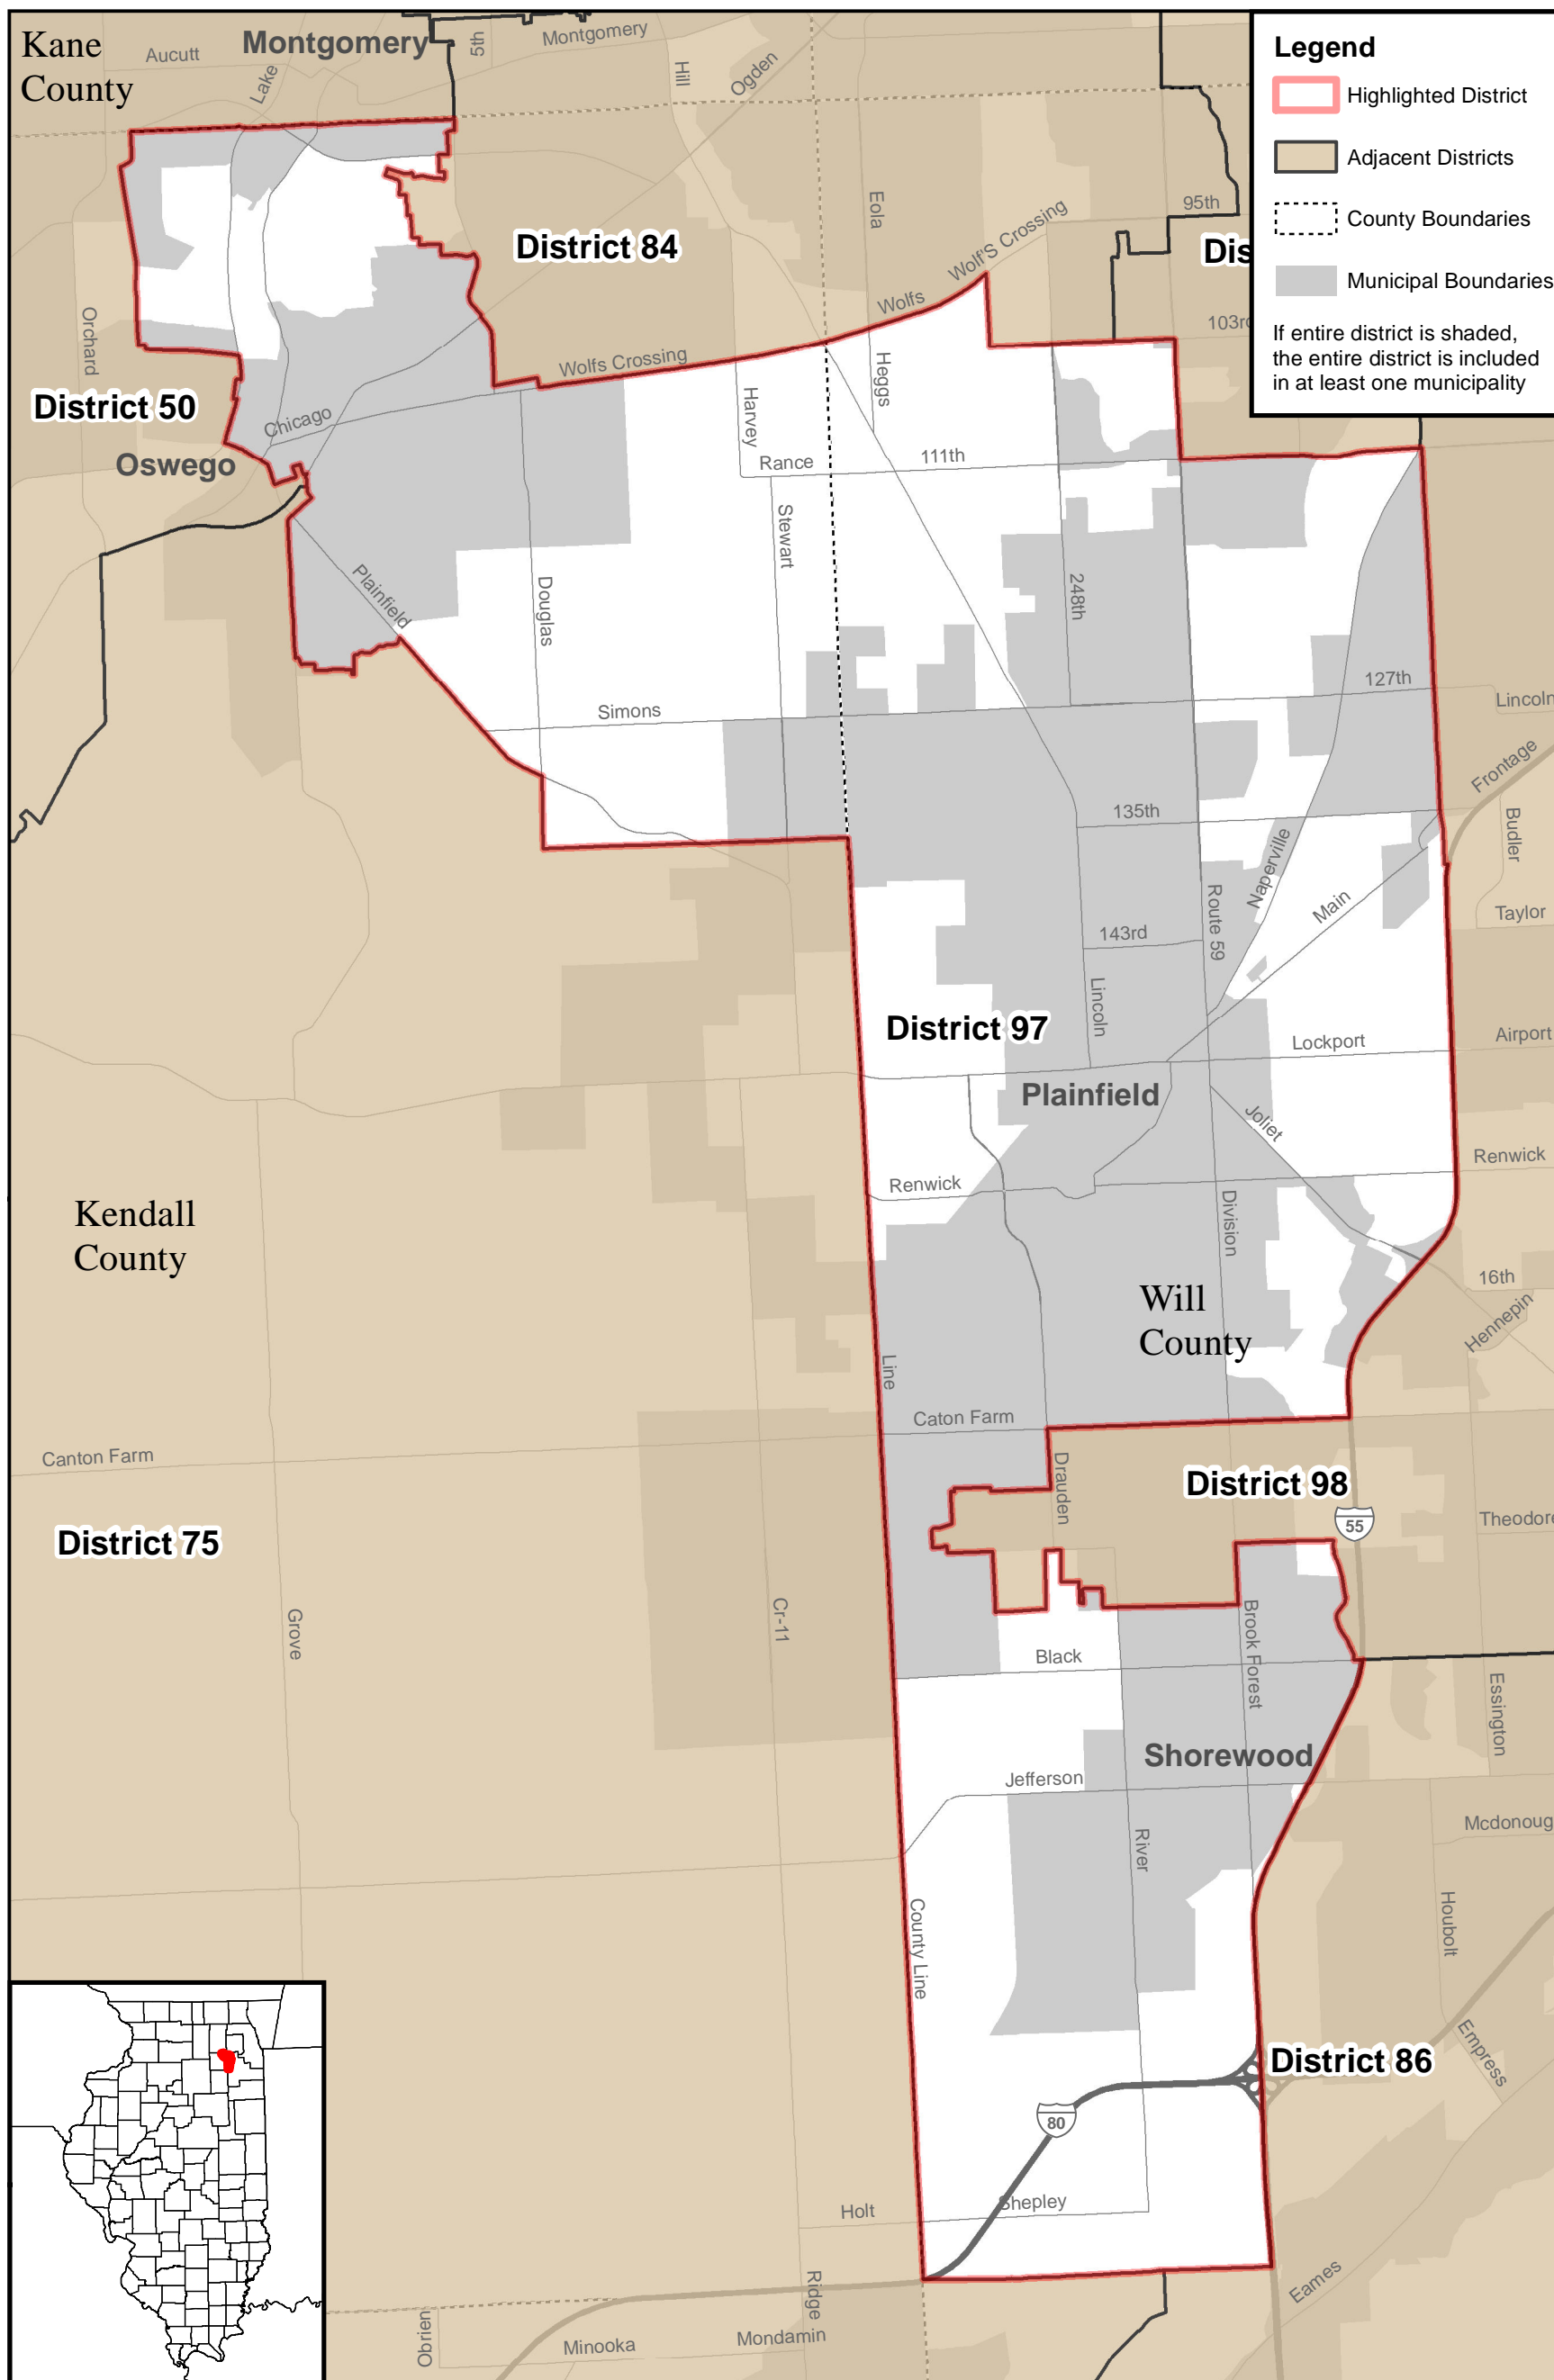 Kane
County
Aucutt
Lake
Montgomery
5th
Montgomery
Hill
Ogden
Legend
Highlighted District
Adjacent Districts
County Boundaries
Municipal Boundaries
If entire district is shaded,
the entire district is included
in at least one municipality
95th
Dis
103rd
Eola
Wolf'S Crossing
Wolfs
District 84
Orchard
Wolfs Crossing
Heggs
Harvey
District 50
Chicago
Oswego
Rance
111th
Stewart
Plainfield
Douglas
248th
Simons
127th
Lincoln
Frontage
135th
Budler
Naperville
Route 59
Main
Taylor
143rd
Lincoln
District 97
Lockport
Airport
Plainfield
Joliet
Renwick
Renwick
Division
Kendall
County
Will
County
16th
Hennepin
Line
Caton Farm
Canton Farm
Drauden
District 98
55
Theodore
District 75
Grove
Cr-11
Brook Forest
Black
Essington
Shorewood
Jefferson
River
Mcdonoug
County Line
Houbolt
Empress
District 86
80
Shepley
Holt
Ridge
Eames
Obrien
Minooka
Mondamin